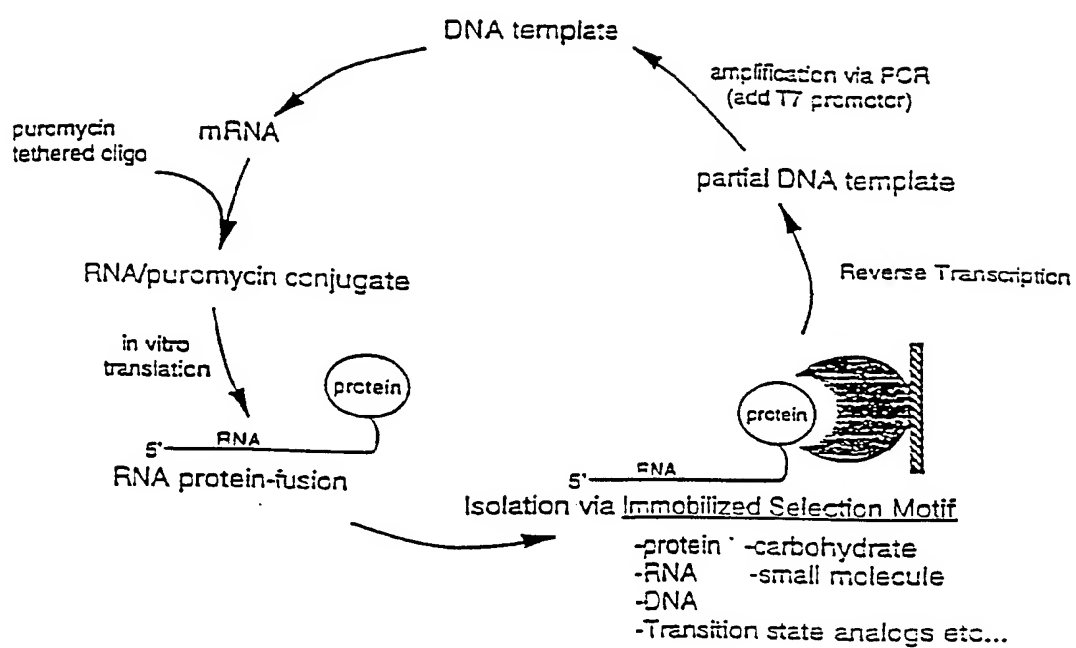 DNA template
amplification via PCR
(add T7 promoter)
puromycin
tethered oligo
mRNA
partial DNA template
RNA/puromycin conjugate
Reverse Transcription
in vitro
translation
protein
protein
5' RNA
RNA protein-fusion
5' RNA
Isolation via Immobilized Selection Motif
-protein -carbohydrate
-RNA -small molecule
-DNA
-Transition state analogs etc...